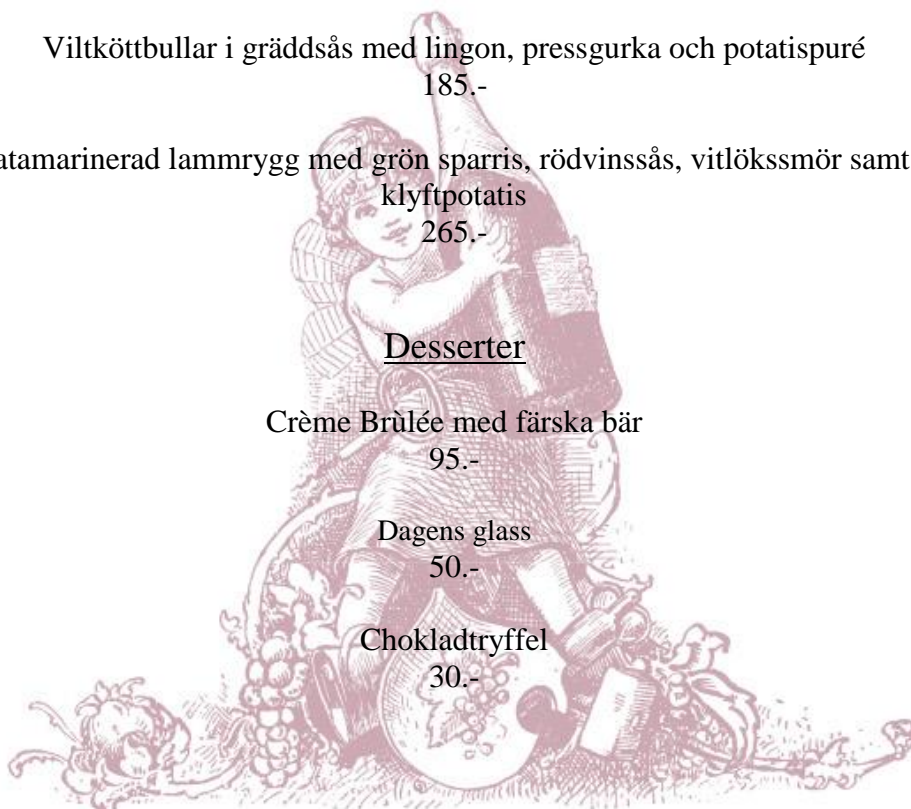 Viltköttbullar i gräddsås med lingon, pressgurka och potatispuré
185.-
lammrygg med grön sparris, rödvinssås, vitlökssmör samt
klyftpotatis
265.-
Desserter
Crème Brùlée med färska bär
95.-
Dagens glass
50.-
Chokladtryffel
30.-